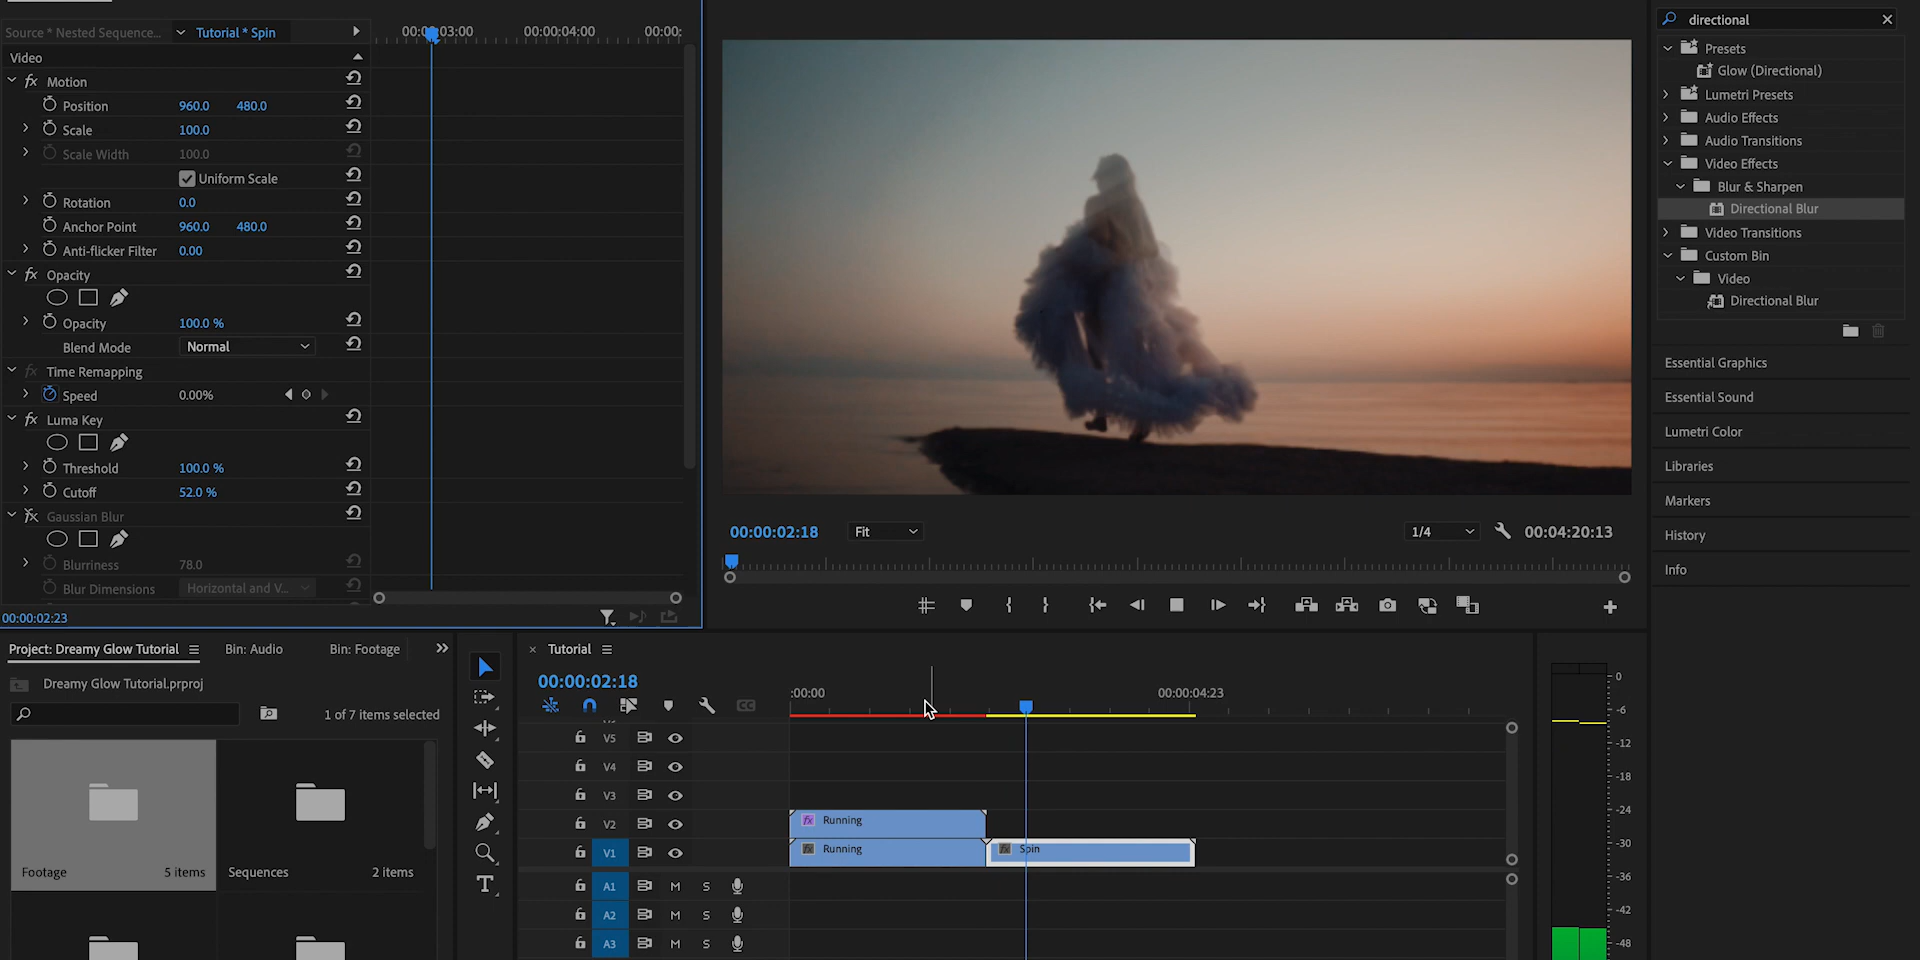 Source * Nested Sequence...
Tutorial * Spin
00:00:03:00
00:00:04:00
00:00:
Video
fx Motion
Position 960.0 480.0
Scale 100.0
Scale Width 100.0
Uniform Scale
Rotation 0.0
Anchor Point 960.0 480.0
Anti-flicker Filter 0.00
fx Opacity
Opacity 100.0 %
Blend Mode Normal
fx Time Remapping
Speed 0.00%
fx Luma Key
Threshold 100.0 %
Cutoff 52.0 %
fx Gaussian Blur
Blurriness 78.0
Blur Dimensions Horizontal and V...
00:00:02:23
00:00:02:18
Fit
1/4
00:04:20:13
directional
Presets
Glow (Directional)
Lumetri Presets
Audio Effects
Audio Transitions
Video Effects
Blur & Sharpen
Directional Blur
Video Transitions
Custom Bin
Video
Directional Blur
Essential Graphics
Essential Sound
Lumetri Color
Libraries
Markers
History
Info
Project: Dreamy Glow Tutorial
Bin: Audio
Bin: Footage
Dreamy Glow Tutorial.prproj
1 of 7 items selected
Footage 5 items
Sequences 2 items
Tutorial
00:00:02:18
:00:00
00:00:04:23
CC
V5
V4
V3
V2
fx Running
V1
fx Running
fx Spin
A1 M S
A2 M S
A3 M S
0
-6
-12
-18
-24
-30
-36
-42
-48